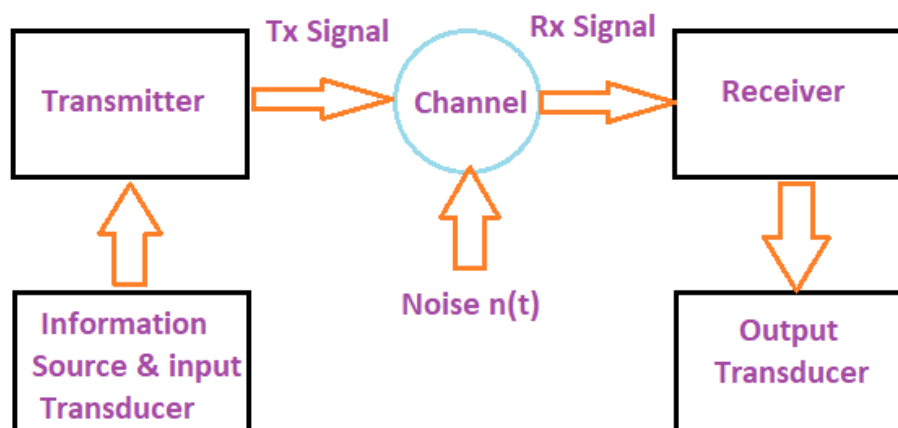 Tx Signal
Rx Signal
Transmitter
Channel
Receiver
Noise n(t)
Information
Source & input
Transducer
Output
Transducer